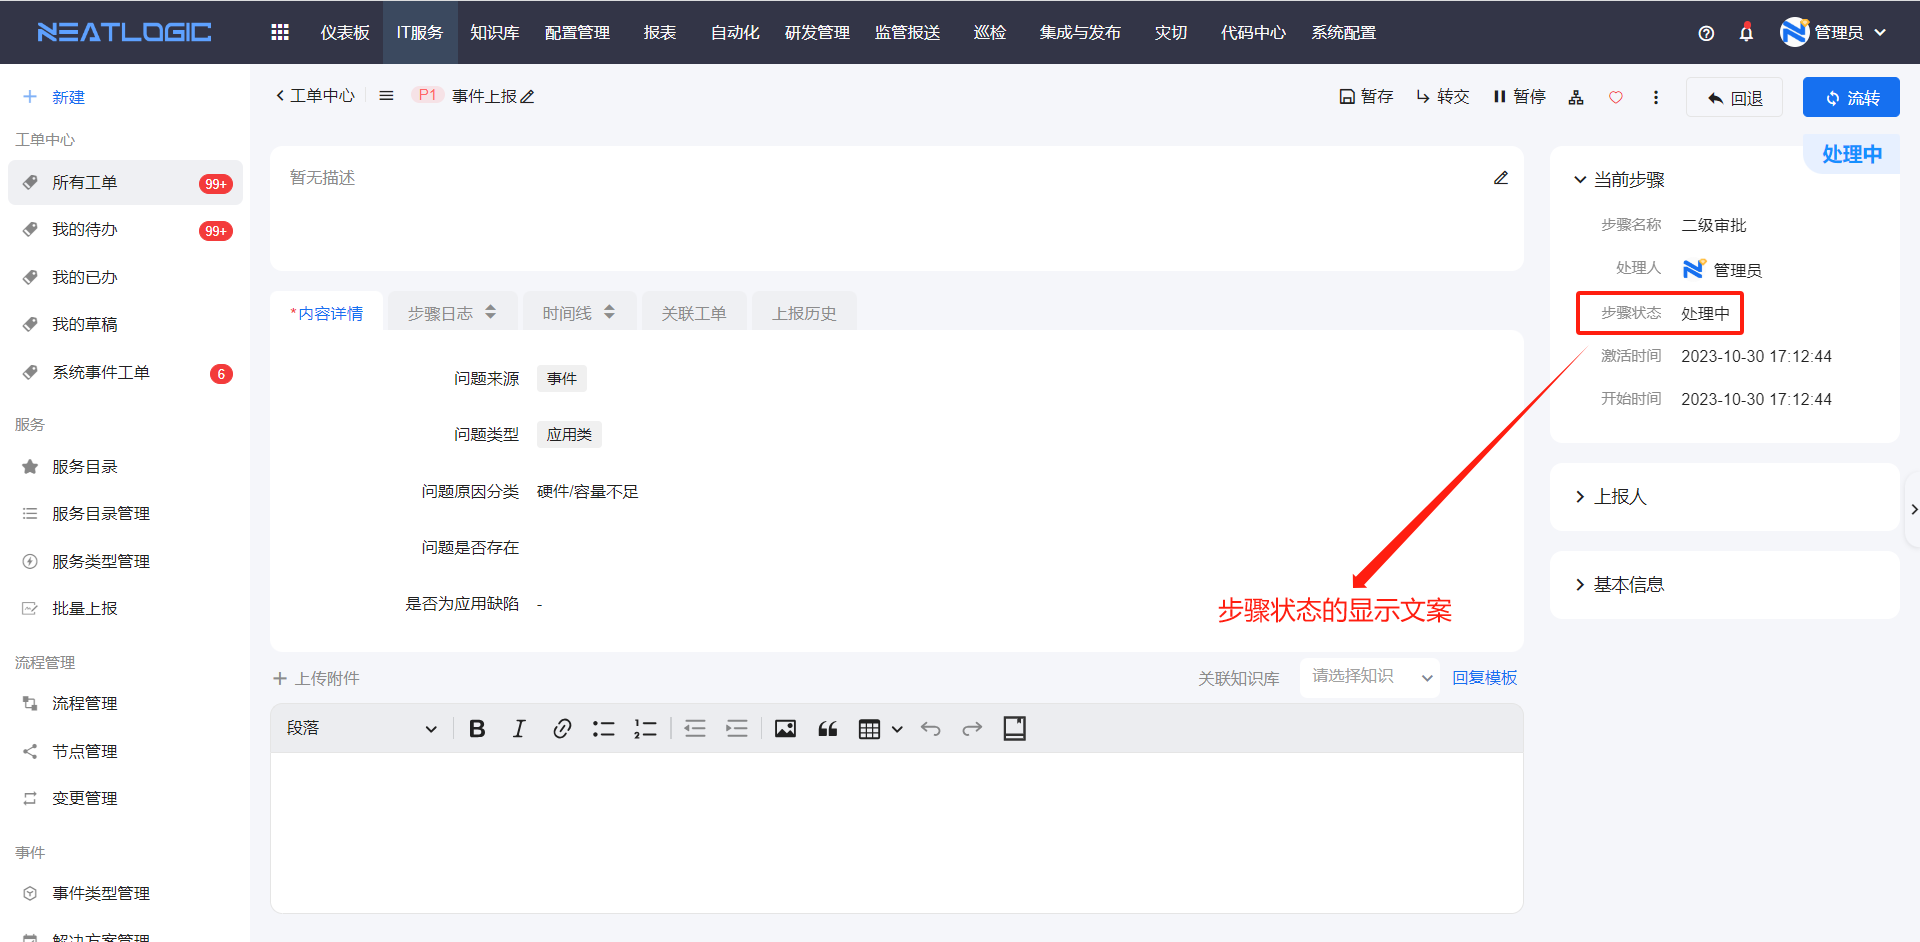 NEATLOGIC
仪表板 IT服务 知识库 配置管理 报表 自动化 研发管理 监管报送 巡检 集成与发布 灾切 代码中心 系统配置
管理员
新建
工单中心
所有工单 99+
我的待办 99+
我的已办
我的草稿
系统事件工单 6
服务
服务目录
服务目录管理
服务类型管理
批量上报
流程管理
流程管理
节点管理
变更管理
事件
事件类型管理
解决方案管理
工单中心 P1 事件上报
暂存 转交 暂停 回退 流转
暂无描述
*内容详情 步骤日志 时间线 关联工单 上报历史
问题来源 事件
问题类型 应用类
问题原因分类 硬件/容量不足
问题是否存在
是否为应用缺陷 -
步骤状态的显示文案
上传附件
关联知识库 请选择知识 回复模板
段落
处理中
当前步骤
步骤名称 二级审批
处理人 管理员
步骤状态 处理中
激活时间 2023-10-30 17:12:44
开始时间 2023-10-30 17:12:44
上报人
基本信息